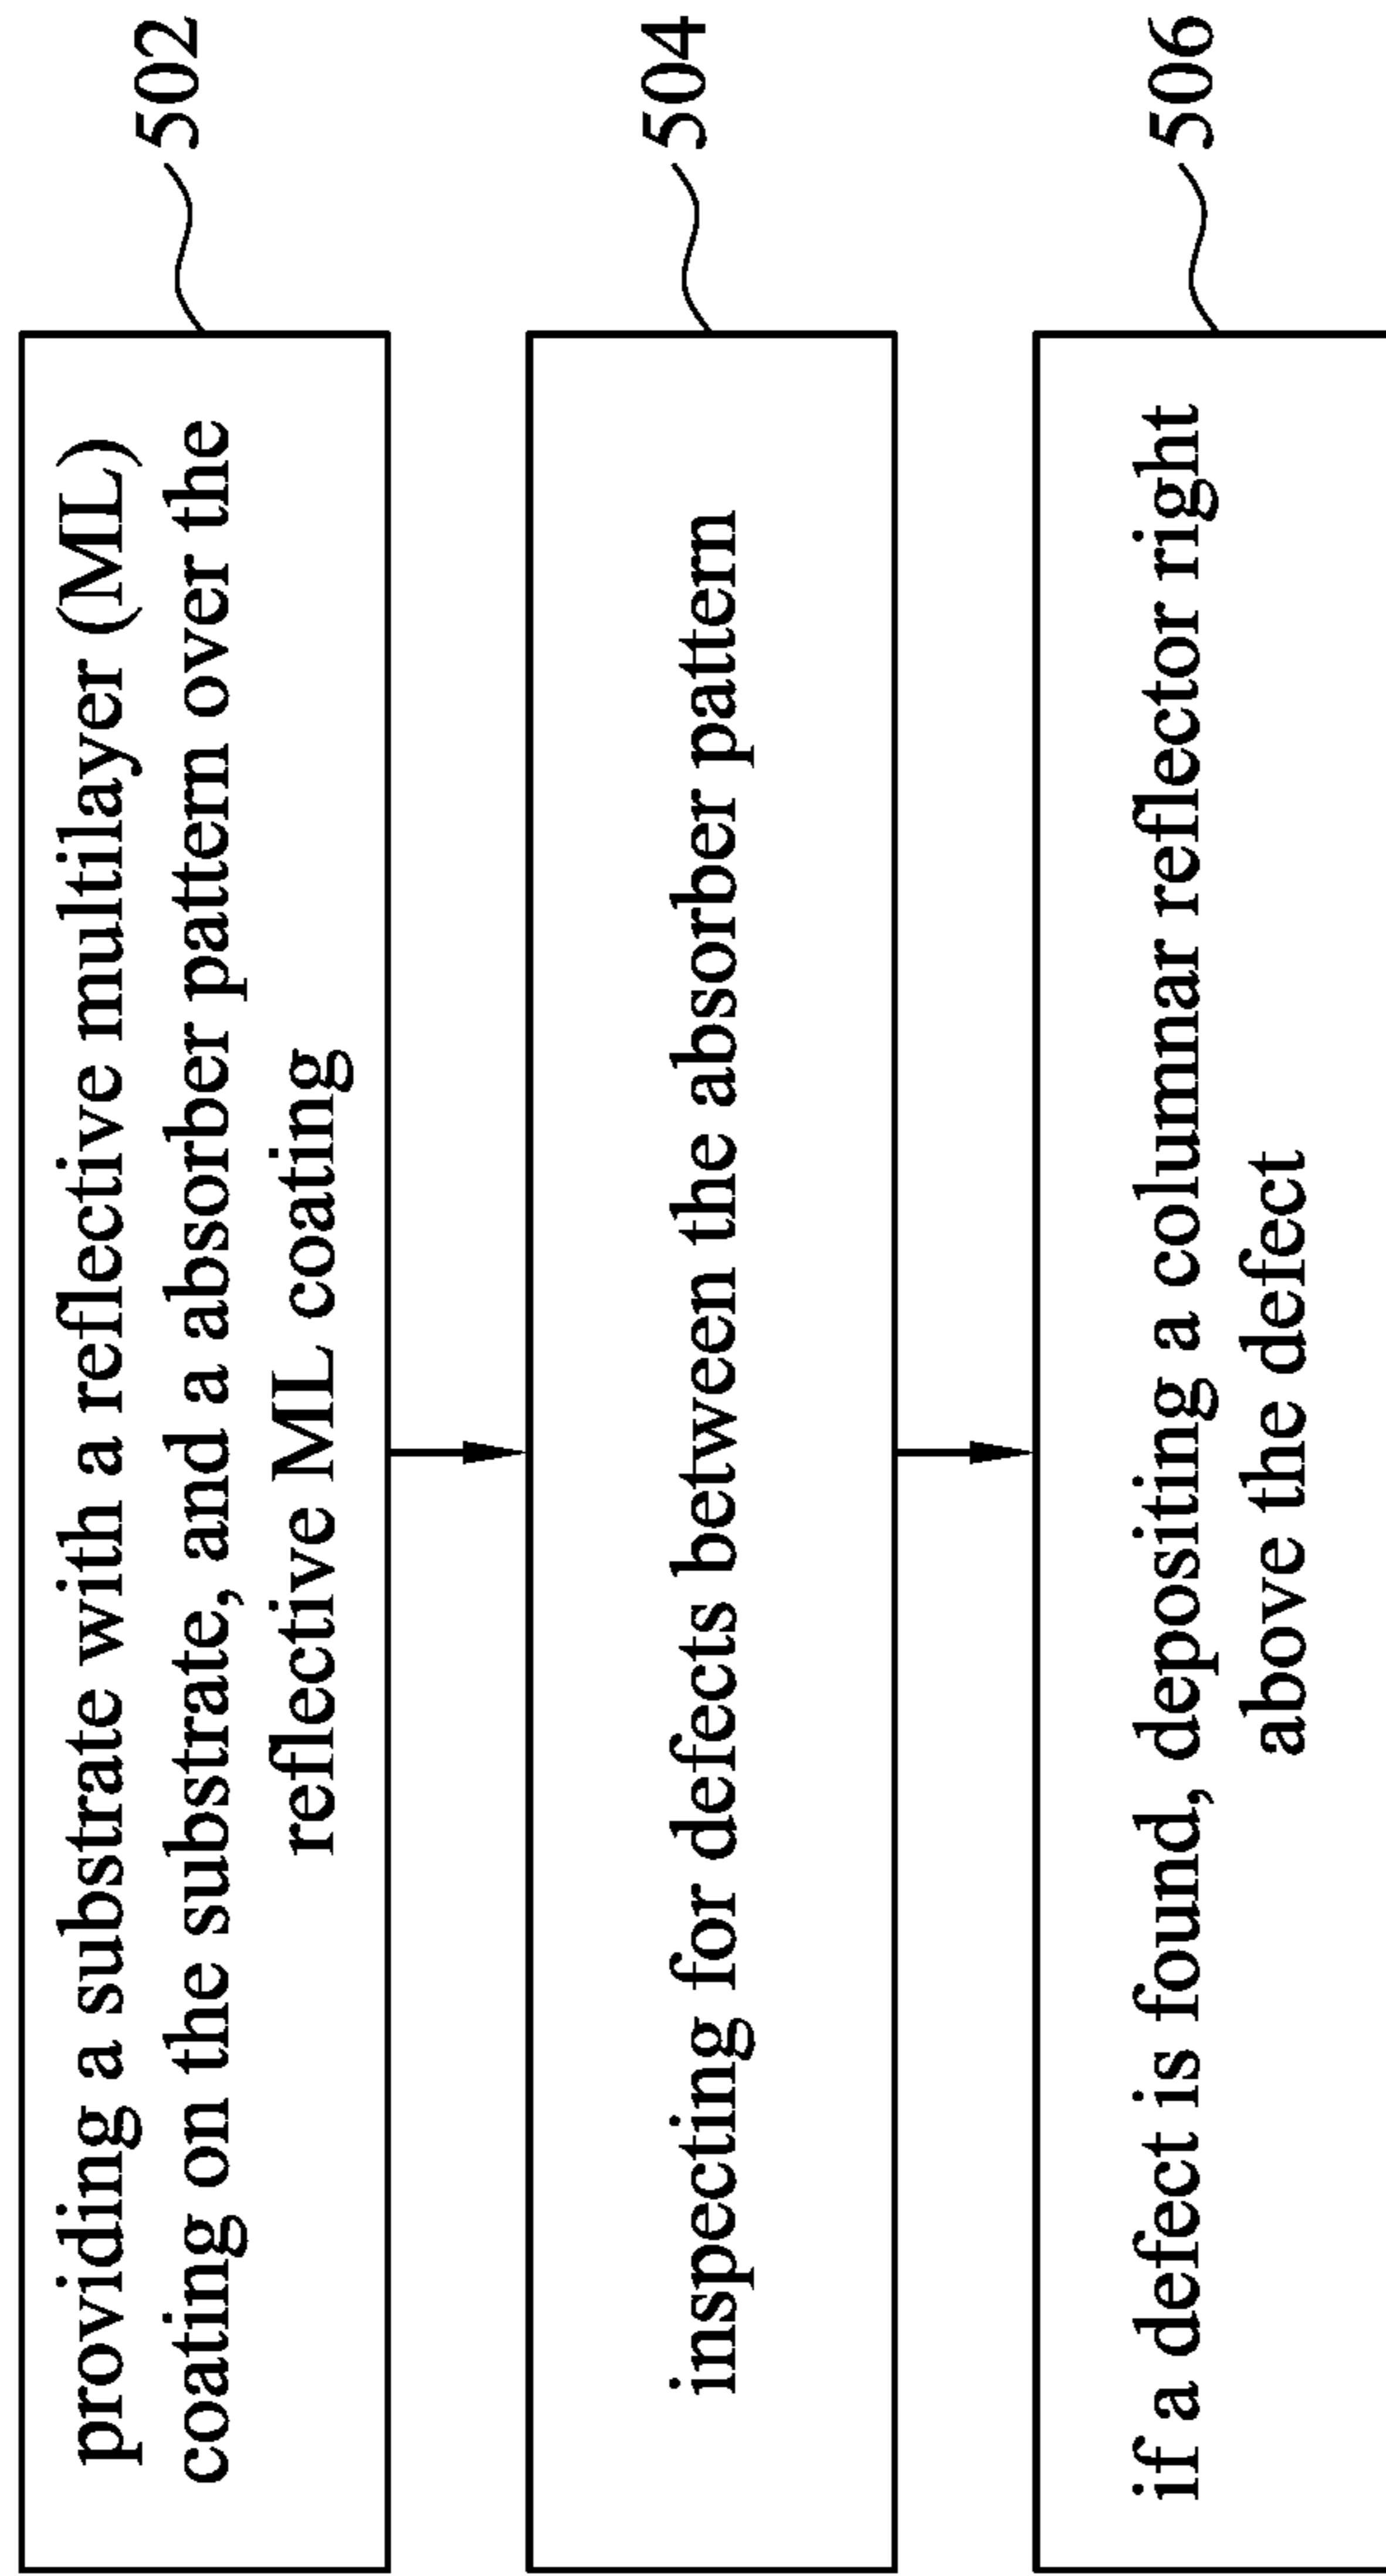 providing a substrate with a reflective multilayer (ML)
coating on the substrate, and a absorber pattern over the
reflective ML coating
502
inspecting for defects between the absorber pattern
504
if a defect is found, depositing a columnar reflector right
above the defect
506